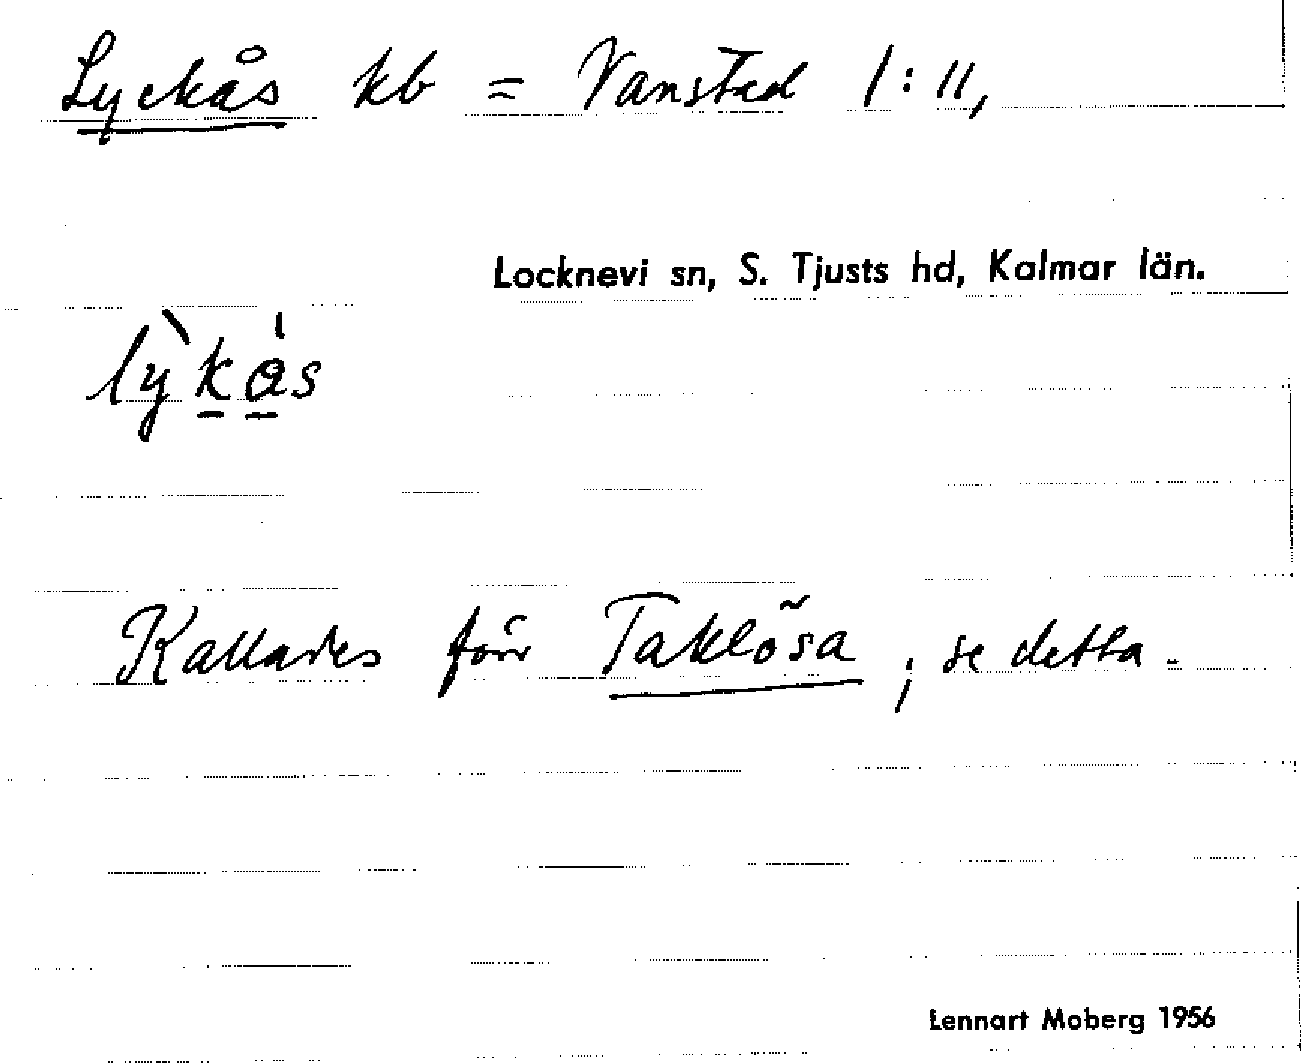 Lyckås kb = Vansted 1:11,
Locknevi sn, S. Tjusts hd, Kalmar län.
lỳkás
Kallades förr Taklösa ; se detta.
Lennart Moberg 1956